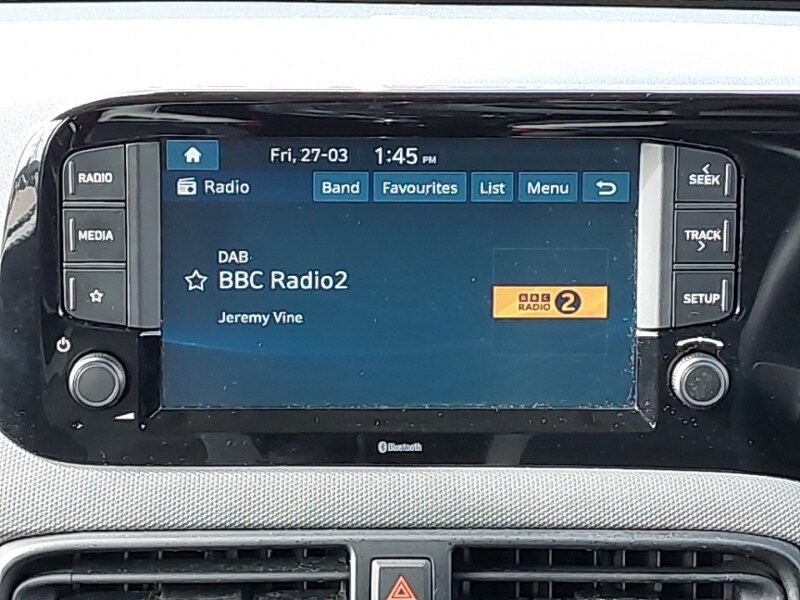 Fri, 27-03 1:45 PM
RADIO
Radio Band Favourites List Menu
SEEK
MEDIA
TRACK
DAB
BBC Radio2
BBC RADIO 2
SETUP
Jeremy Vine
Bluetooth